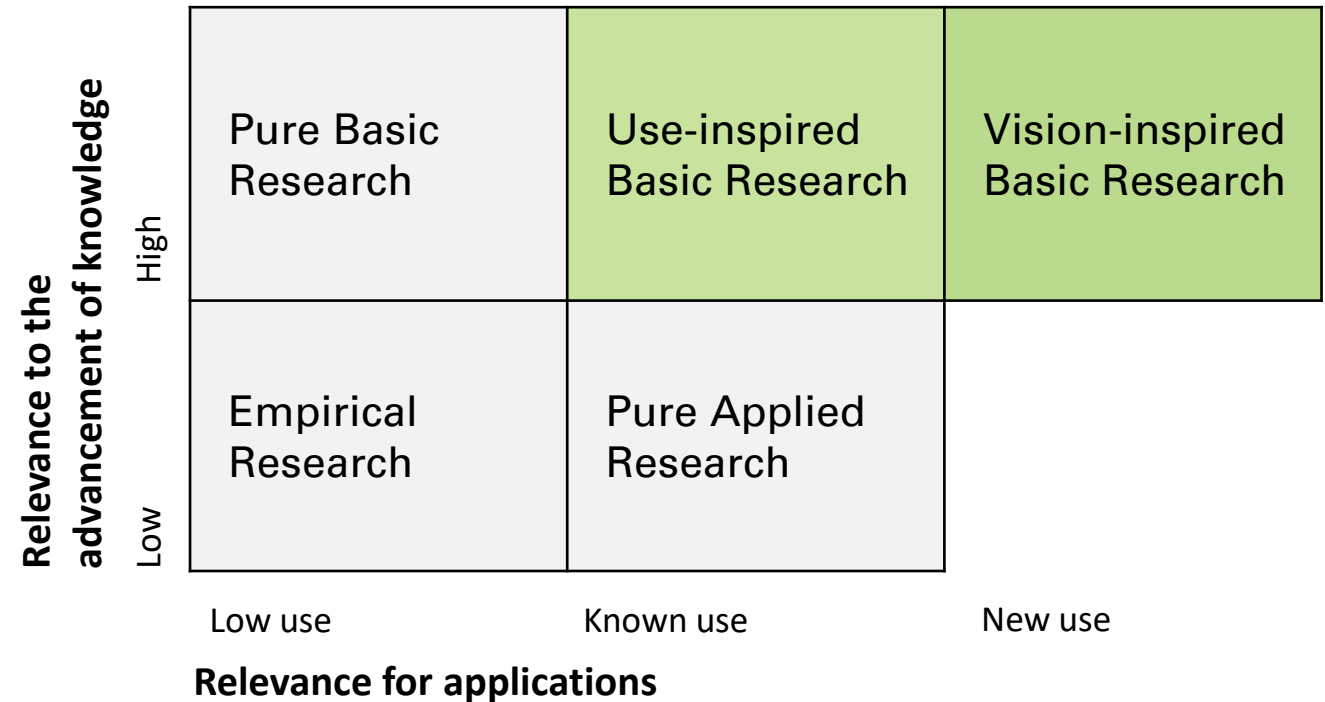 Relevance to the
advancement of knowledge
High
Low
Pure Basic
Research
Use-inspired
Basic Research
Vision-inspired
Basic Research
Empirical
Research
Pure Applied
Research
Low use
Known use
New use
Relevance for applications